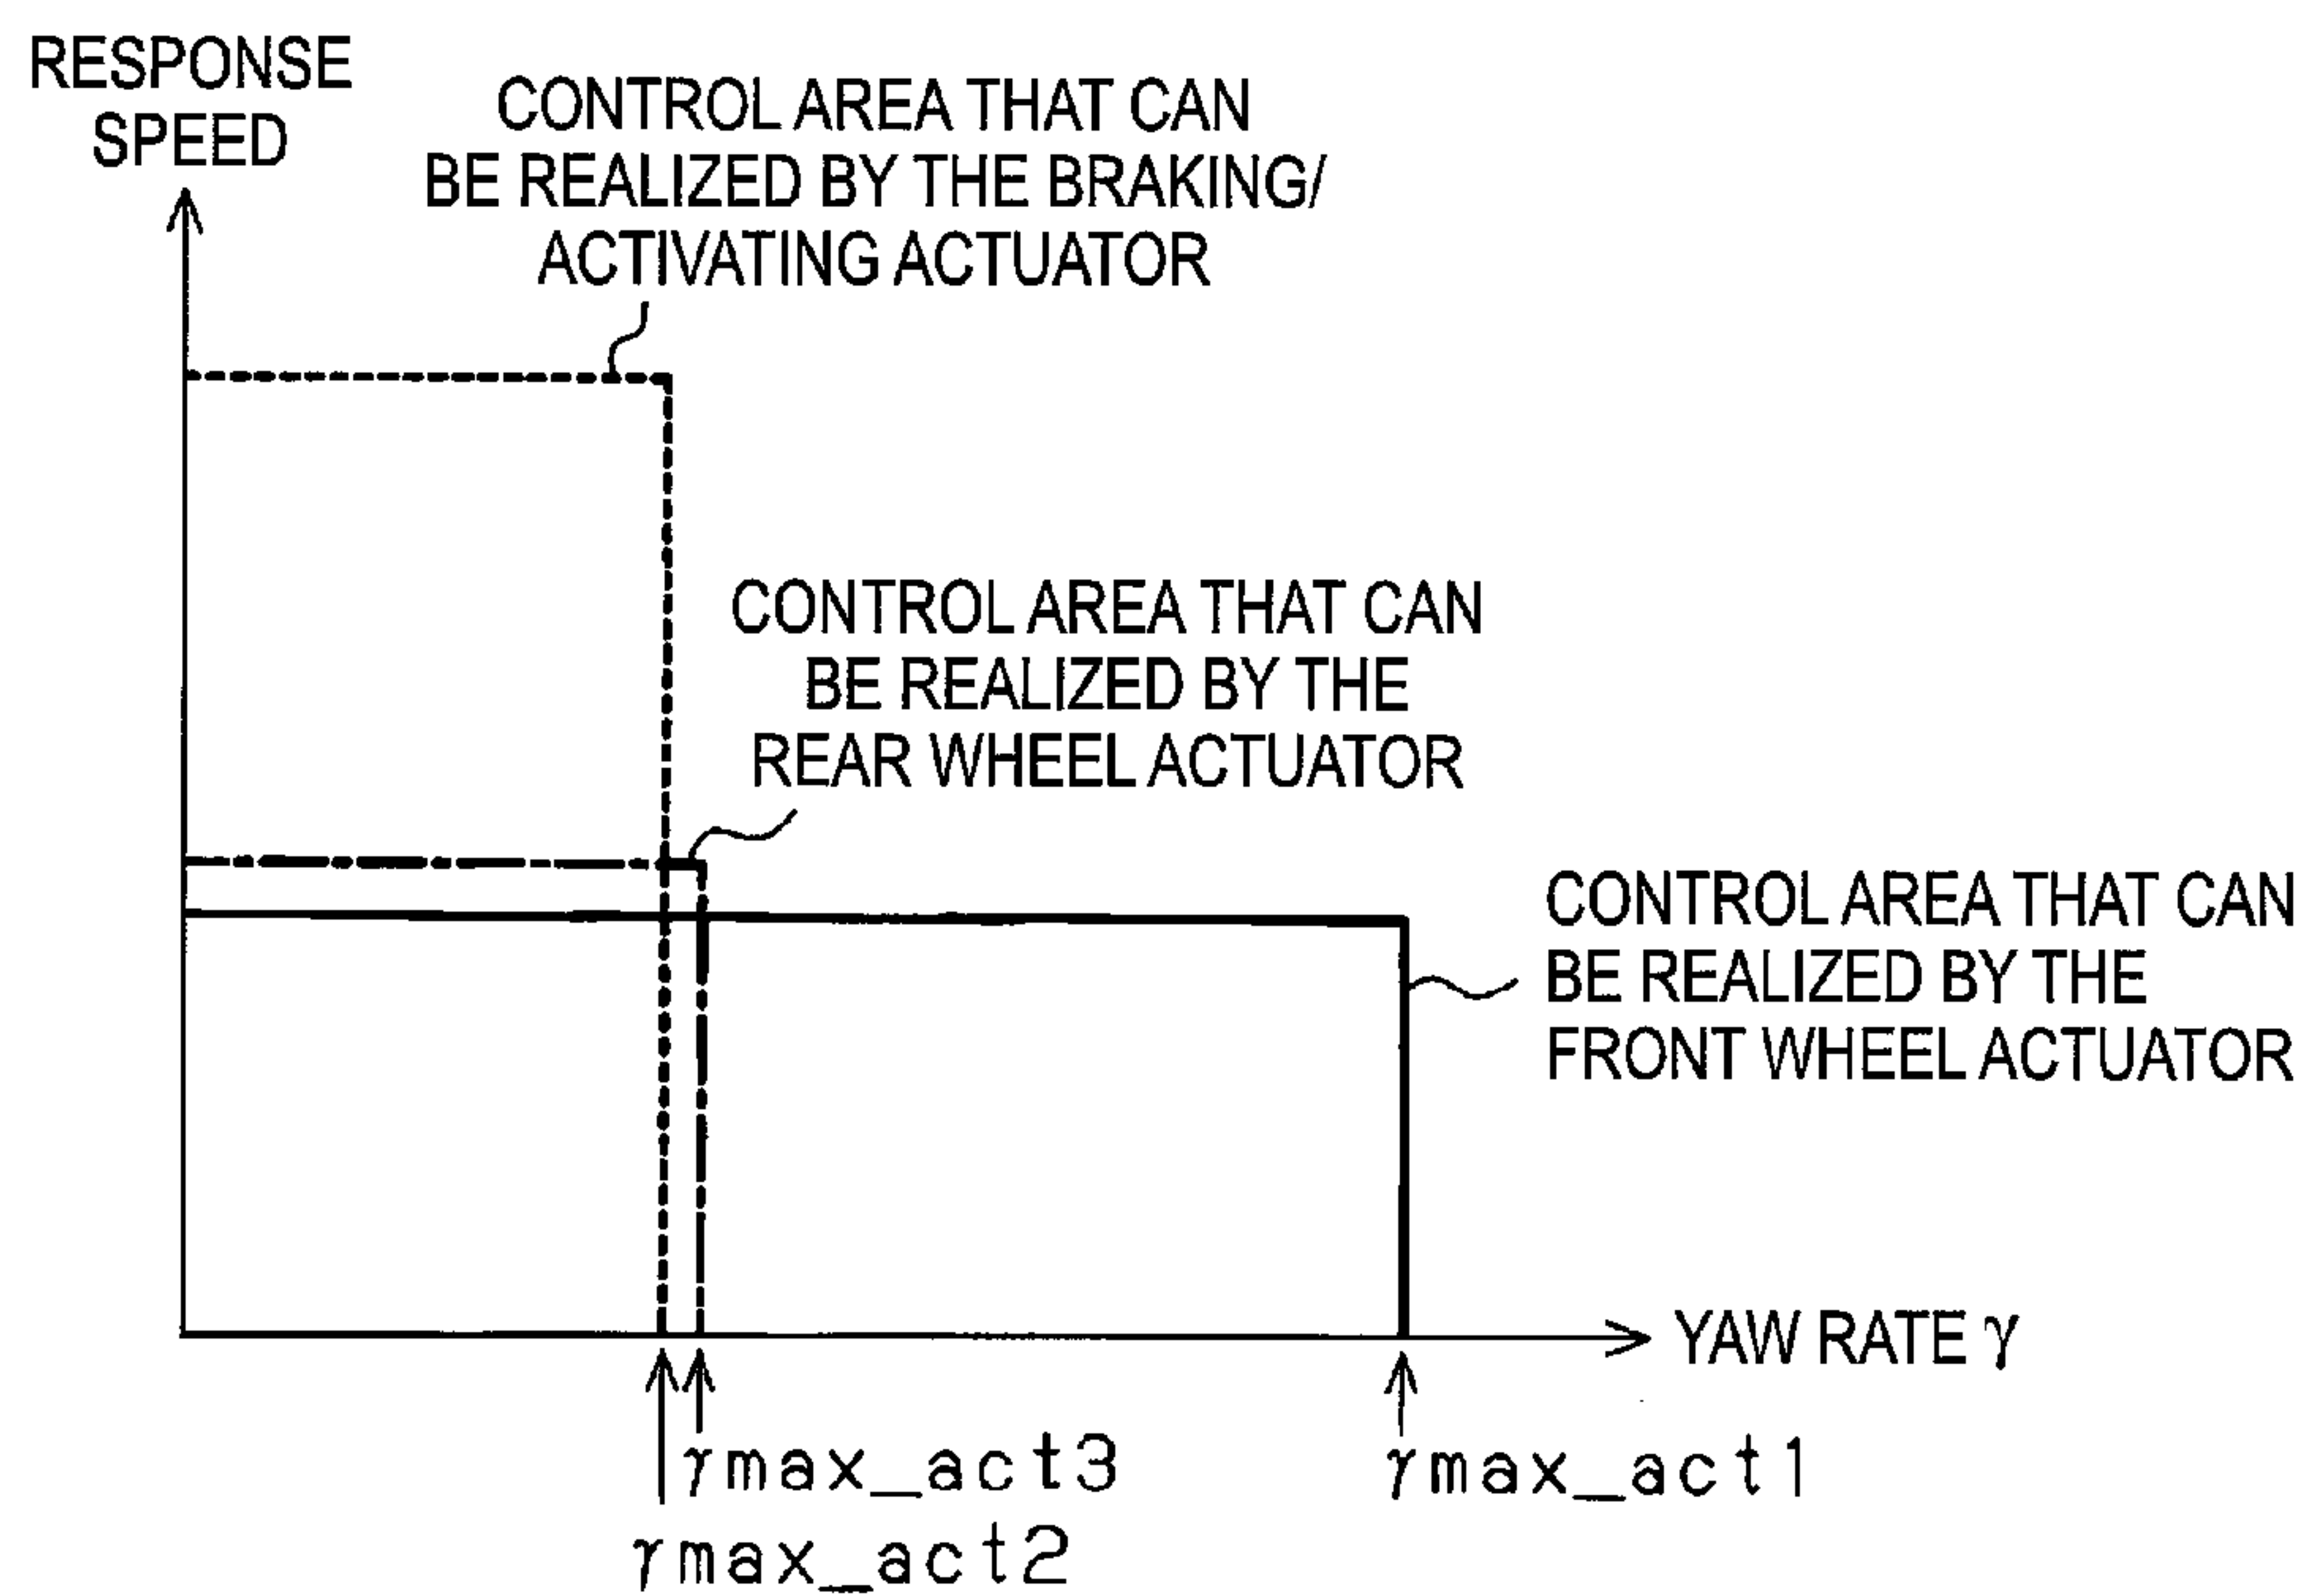 RESPONSE
SPEED
CONTROL AREA THAT CAN
BE REALIZED BY THE BRAKING/
ACTIVATING ACTUATOR
CONTROL AREA THAT CAN
BE REALIZED BY THE
REAR WHEEL ACTUATOR
CONTROL AREA THAT CAN
BE REALIZED BY THE
FRONT WHEEL ACTUATOR
YAW RATE γ
γmax_act3
γmax_act1
γmax_act2